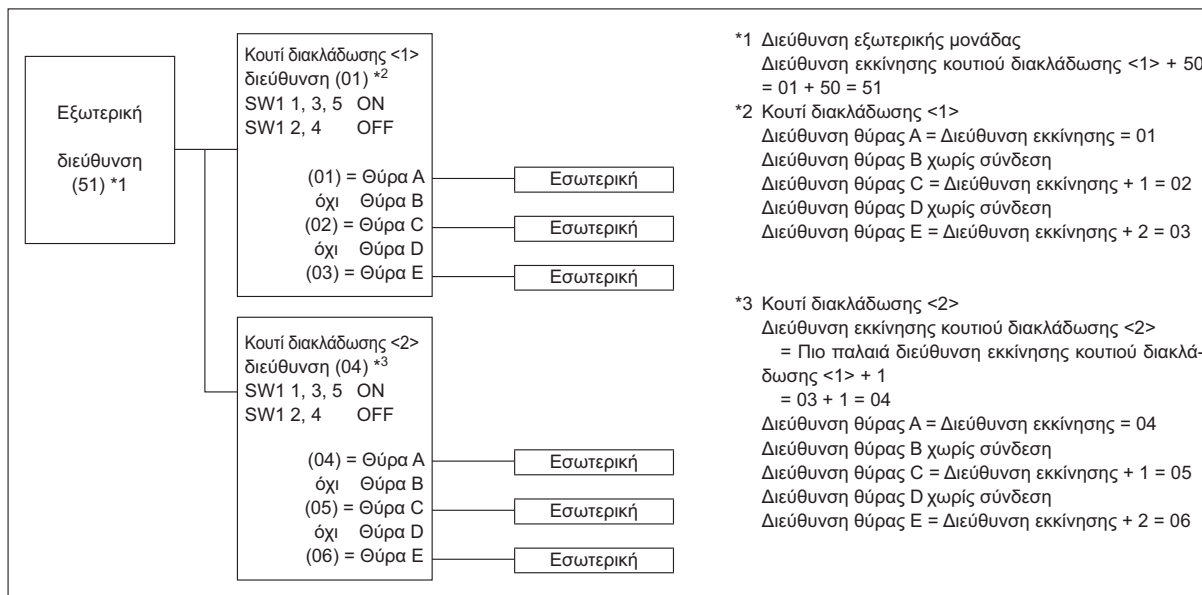 Εξωτερική
διεύθυνση
(51) *1
Κουτί διακλάδωσης <1>
διεύθυνση (01) *2
SW1 1, 3, 5 ON
SW1 2, 4 OFF
(01) = Θύρα A
όχι Θύρα B
(02) = Θύρα C
όχι Θύρα D
(03) = Θύρα E
Εσωτερική
Εσωτερική
Εσωτερική
Κουτί διακλάδωσης <2>
διεύθυνση (04) *3
SW1 1, 3, 5 ON
SW1 2, 4 OFF
(04) = Θύρα A
όχι Θύρα B
(05) = Θύρα C
όχι Θύρα D
(06) = Θύρα E
Εσωτερική
Εσωτερική
Εσωτερική
*1 Διεύθυνση εξωτερικής μονάδας
Διεύθυνση εκκίνησης κουτιού διακλάδωσης <1> + 50
= 01 + 50 = 51
*2 Κουτί διακλάδωσης <1>
Διεύθυνση θύρας A = Διεύθυνση εκκίνησης = 01
Διεύθυνση θύρας B χωρίς σύνδεση
Διεύθυνση θύρας C = Διεύθυνση εκκίνησης + 1 = 02
Διεύθυνση θύρας D χωρίς σύνδεση
Διεύθυνση θύρας E = Διεύθυνση εκκίνησης + 2 = 03
*3 Κουτί διακλάδωσης <2>
Διεύθυνση εκκίνησης κουτιού διακλάδωσης <2>
= Πιο παλαιά διεύθυνση εκκίνησης κουτιού διακλά-
δωσης <1> + 1
= 03 + 1 = 04
Διεύθυνση θύρας A = Διεύθυνση εκκίνησης = 04
Διεύθυνση θύρας B χωρίς σύνδεση
Διεύθυνση θύρας C = Διεύθυνση εκκίνησης + 1 = 05
Διεύθυνση θύρας D χωρίς σύνδεση
Διεύθυνση θύρας E = Διεύθυνση εκκίνησης + 2 = 06